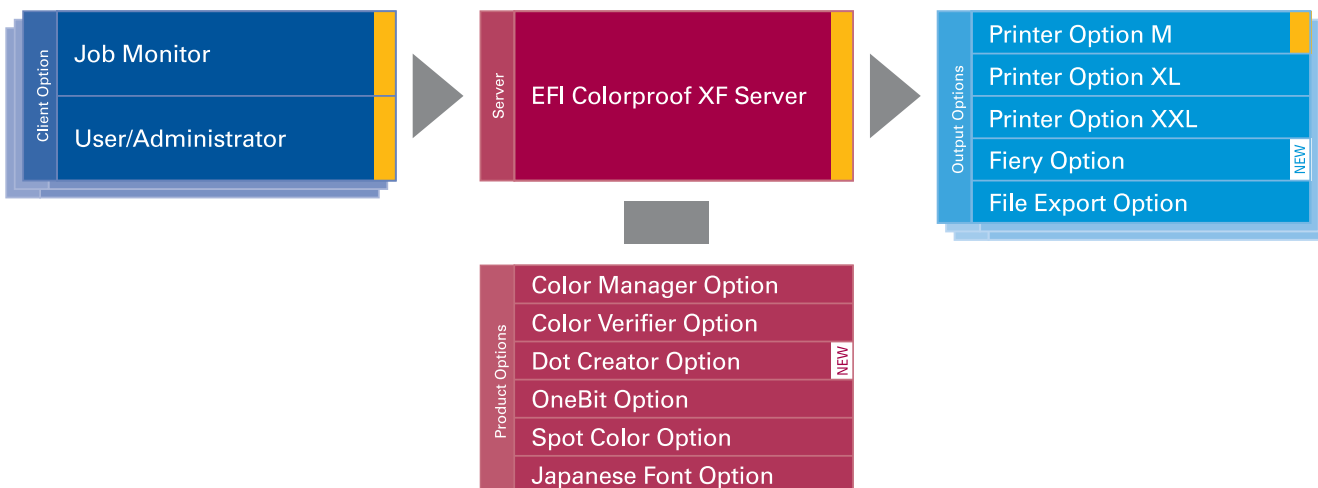 Client Option
Job Monitor
User/Administrator
Server
EFI Colorproof XF Server
Output Options
Printer Option M
Printer Option XL
Printer Option XXL
Fiery Option
NEW
File Export Option
Product Options
Color Manager Option
Color Verifier Option
Dot Creator Option
NEW
OneBit Option
Spot Color Option
Japanese Font Option